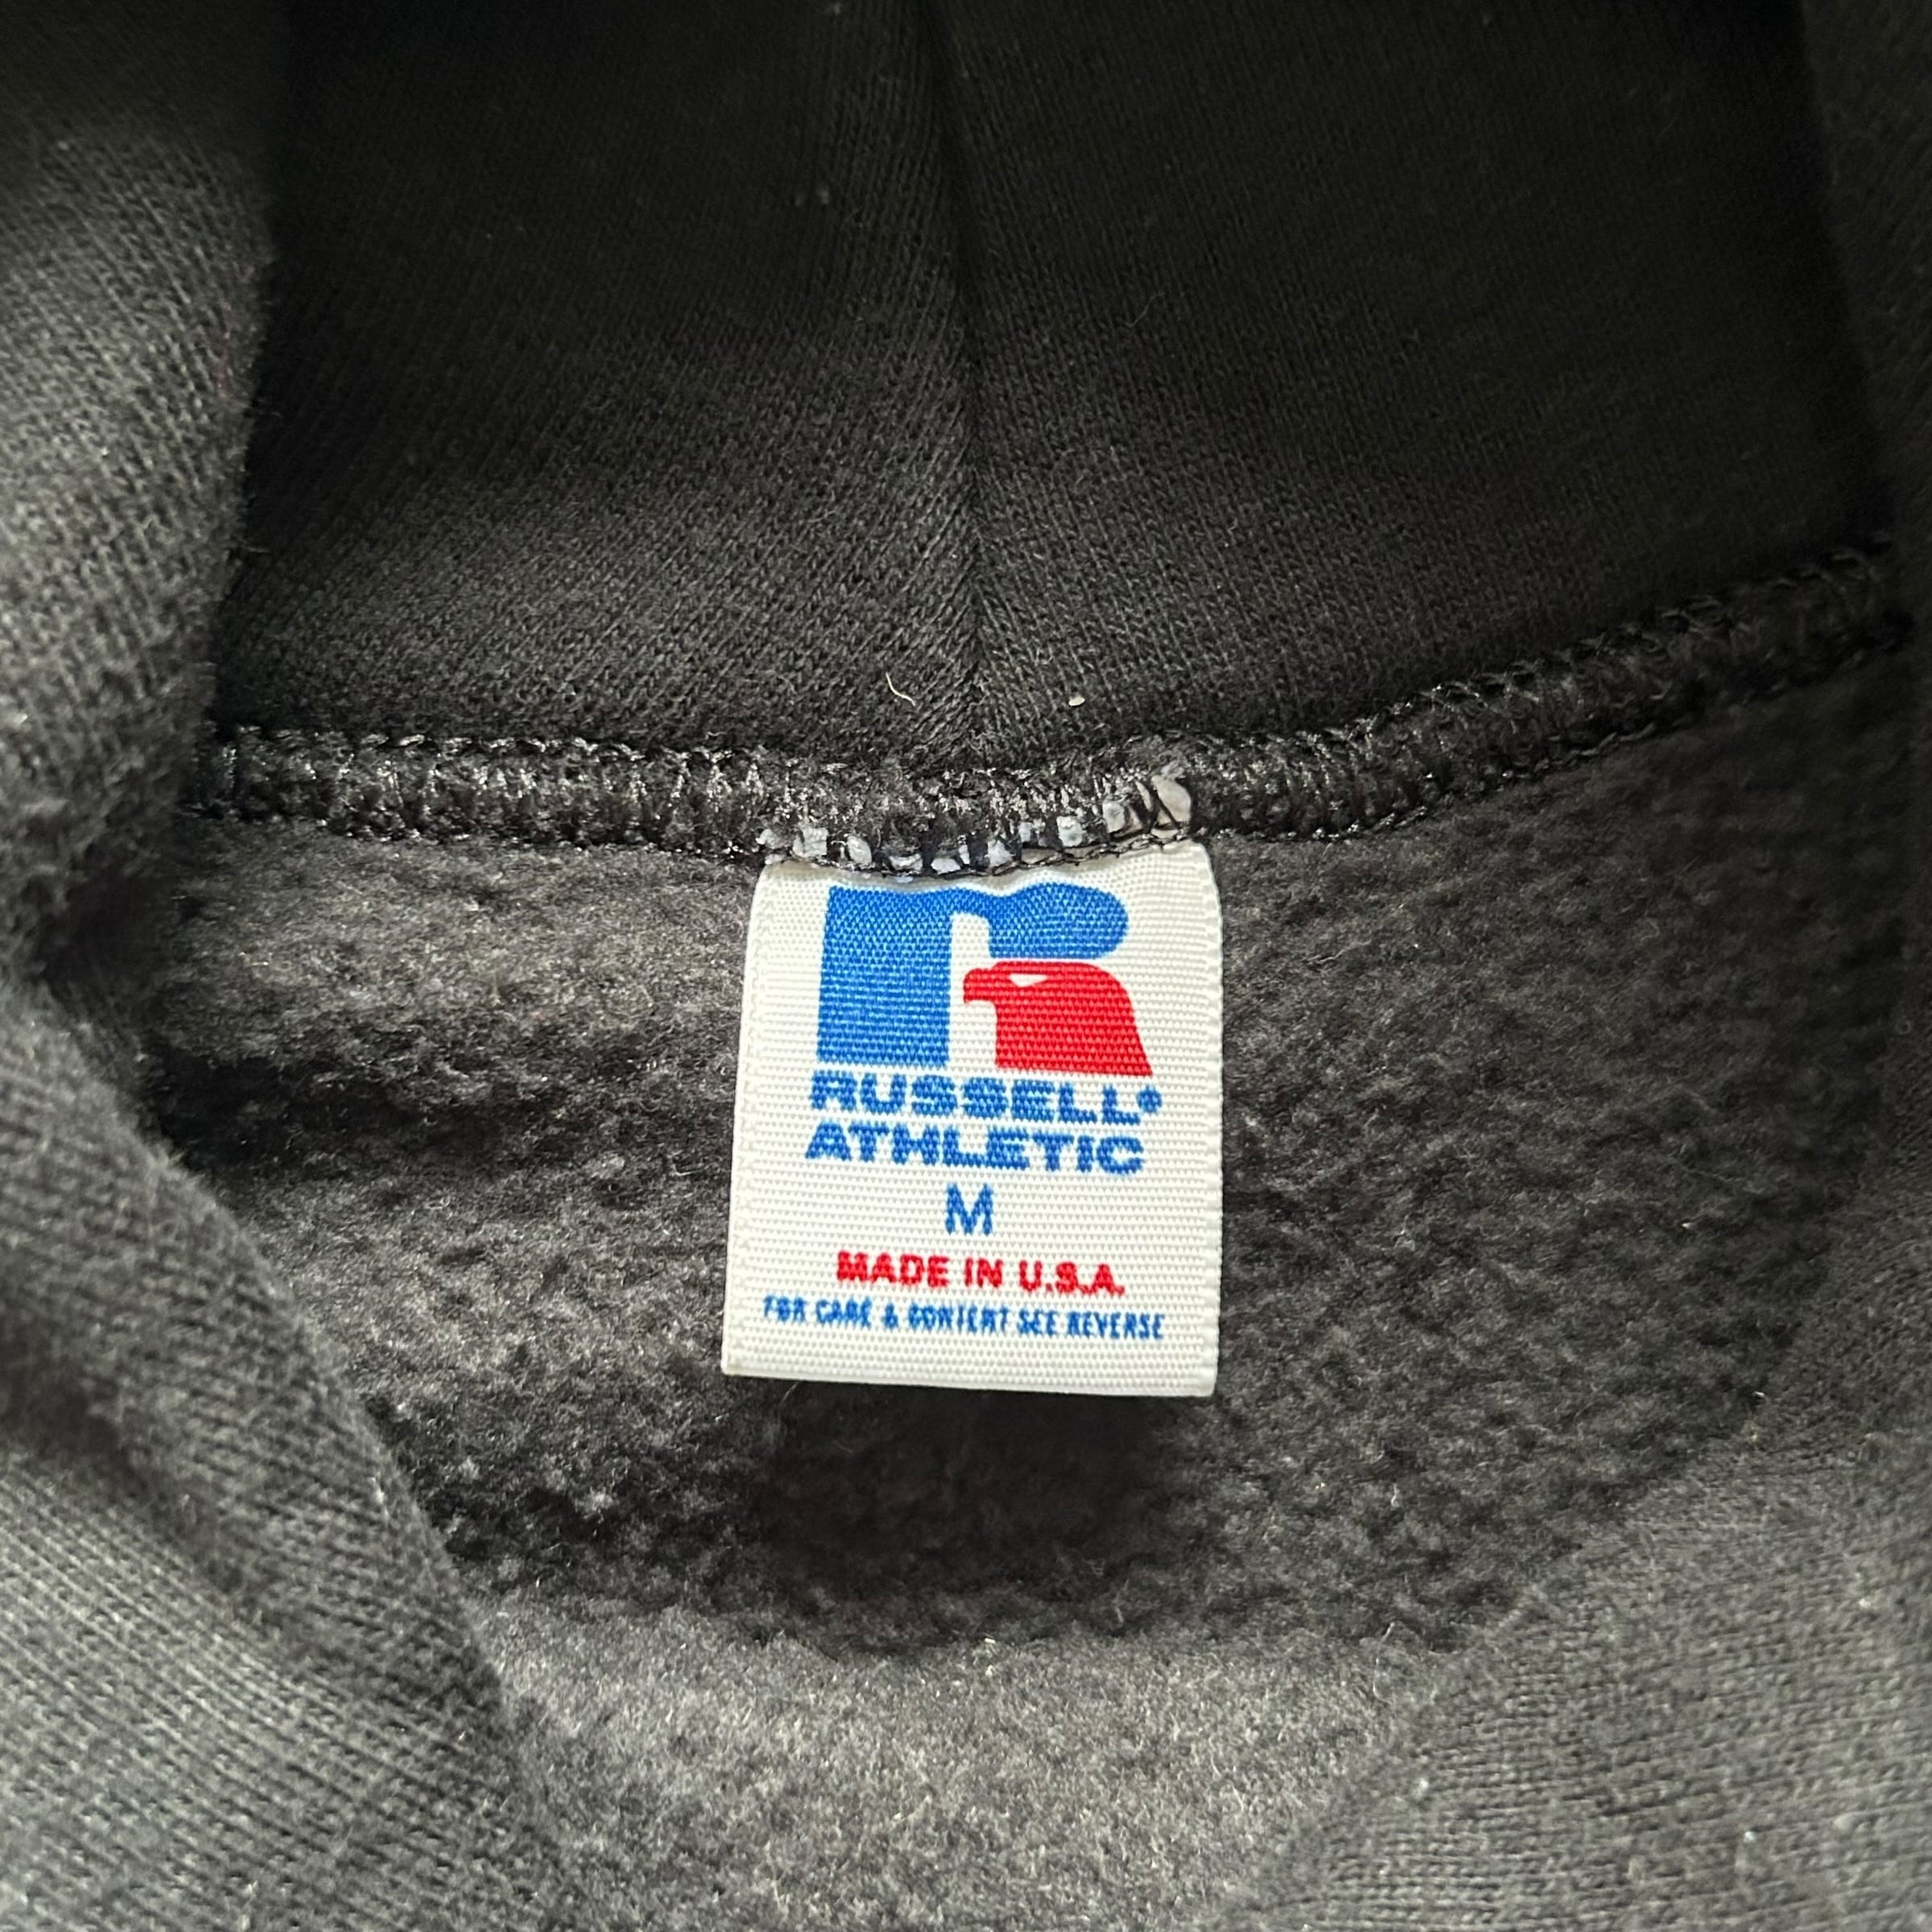 RUSSELL®
ATHLETIC
M
MADE IN U.S.A.
FOR CARE & CONTENT SEE REVERSE